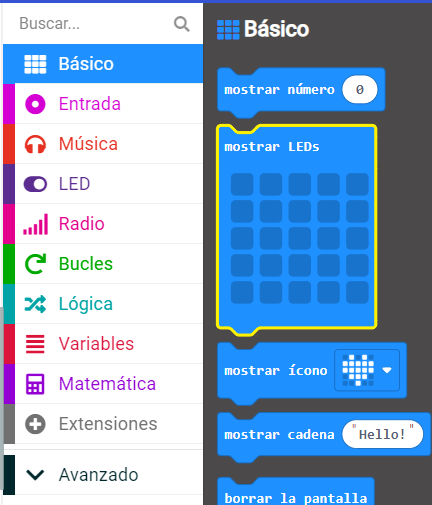 Buscar...
Básico
Entrada
Música
LED
Radio
Bucles
Lógica
Variables
Matemática
Extensiones
Avanzado
Básico
mostrar número 0
mostrar LEDs
mostrar ícono
mostrar cadena "Hello!"
borrar la pantalla